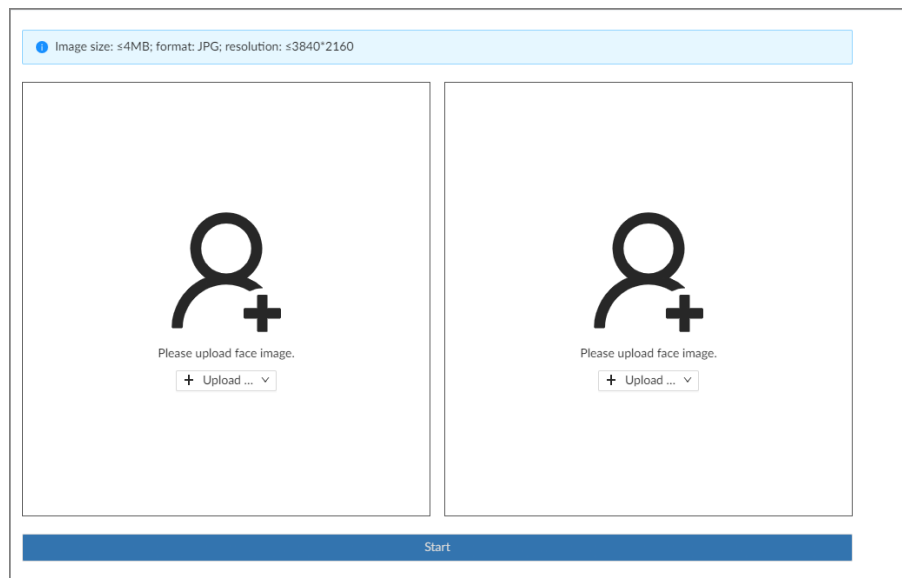 Image size: ≤4MB; format: JPG; resolution: ≤3840*2160
Please upload face image.
Upload ...
Please upload face image.
Upload ...
Start